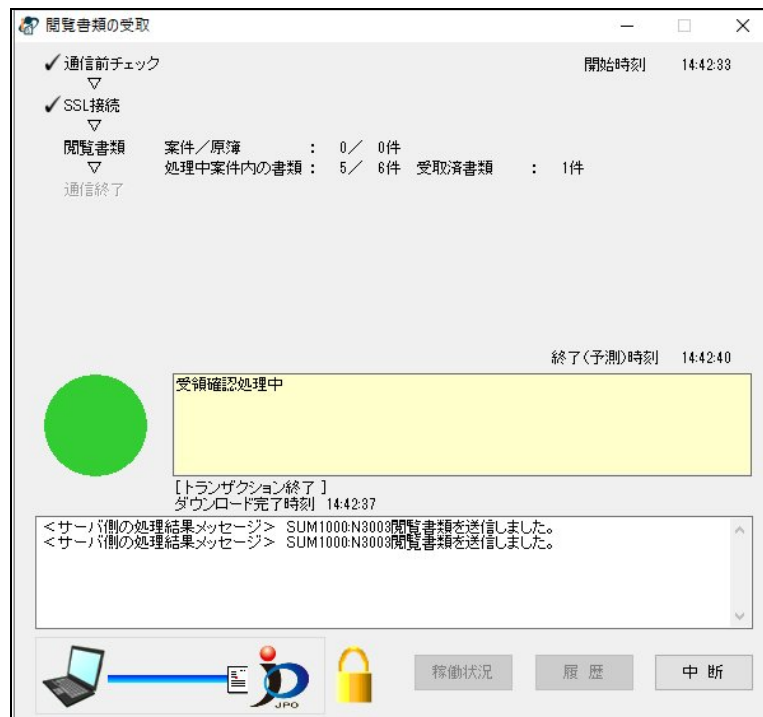 閲覧書類の受取
✓通信前チェック 開始時刻 14:42:33
▽
✓SSL接続
▽
閲覧書類 案件／原簿 : 0／ 0件
▽ 処理中案件内の書類 : 5／ 6件 受取済書類 : 1件
通信終了
終了(予測)時刻 14:42:40
受領確認処理中
[トランザクション終了 ]
ダウンロード完了時刻 14:42:37
＜サーバ側の処理結果メッセージ＞ SUM1000:N3003閲覧書類を送信しました。
＜サーバ側の処理結果メッセージ＞ SUM1000:N3003閲覧書類を送信しました。
JPO
稼働状況 履 歴 中 断